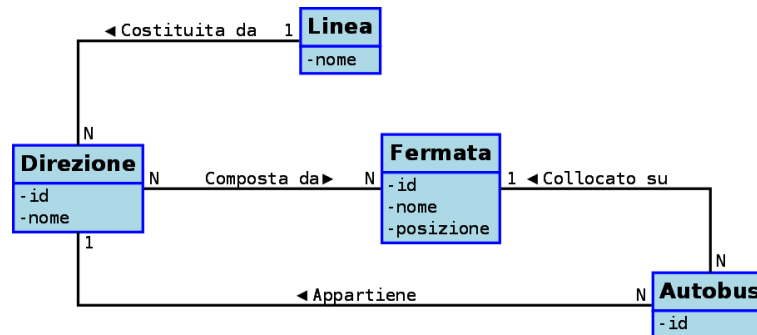 ◄Costituita da 1
Linea
-nome
N
Direzione
-id
-nome
N Composta da► N
Fermata
-id
-nome
-posizione
1 ◄Collocato su
1
N
◄Appartiene N
Autobus
-id